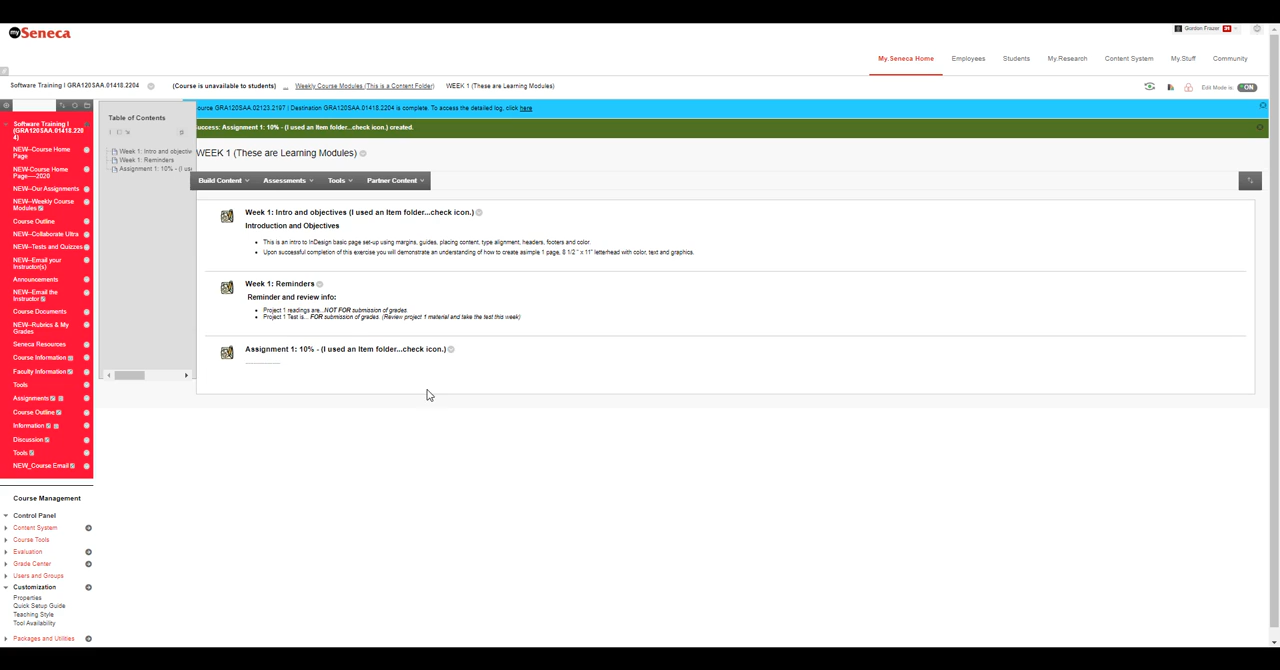 mySeneca
Gordon Frazer 34
My.Seneca Home Employees Students My.Research Content System My.Stuff Community
Software Training I GRA120SAA.01418.2204 (Course is unavailable to students) ... Weekly Course Modules (This is a Content Folder) WEEK 1 (These are Learning Modules) Edit Mode is: ON
ource GRA120SAA.02123.2197 | Destination GRA120SAA.01418.2204 is complete. To access the detailed log, click here
uccess: Assignment 1: 10% - (I used an Item folder...check icon.) created.
Software Training I
(GRA120SAA.01418.220
4)
NEW--Course Home
Page
NEW-Course Home
Page----2020
NEW--Our Assignments
NEW--Weekly Course
Modules
Course Outline
NEW--Collaborate Ultra
NEW--Tests and Quizzes
NEW--Email your
Instructor(s)
Announcements
NEW--Email the
Instructor
Course Documents
NEW--Rubrics & My
Grades
Seneca Resources
Course Information
Faculty Information
Tools
Assignments
Course Outline
Information
Discussion
Tools
NEW_Course Email
Course Management
Control Panel
Content System
Course Tools
Evaluation
Grade Center
Users and Groups
Customization
Properties
Quick Setup Guide
Teaching Style
Tool Availability
Packages and Utilities
Table of Contents
Week 1: Intro and objectiv
Week 1: Reminders
Assignment 1: 10% - (I us
WEEK 1 (These are Learning Modules)
Build Content Assessments Tools Partner Content
Week 1: Intro and objectives (I used an Item folder...check icon.)
Introduction and Objectives
This is an intro to InDesign basic page set-up using margins, guides, placing content, type alignment, headers, footers and color.
Upon successful completion of this exercise you will demonstrate an understanding of how to create asimple 1 page, 8 1/2 " x 11" letterhead with color, text and graphics.
Week 1: Reminders
Reminder and review info:
Project 1 readings are...NOT FOR submission of grades
Project 1 Test is... FOR submission of grades. (Review project 1 material and take the test this week)
Assignment 1: 10% - (I used an Item folder...check icon.)